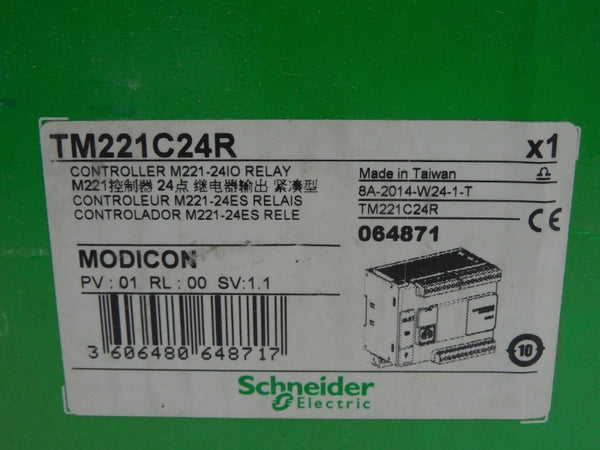 TM221C24R x1
CONTROLLER M221-24IO RELAY
M221控制器 24点 继电器输出 紧凑型
CONTROLEUR M221-24ES RELAIS
CONTROLADOR M221-24ES RELE
Made in Taiwan
8A-2014-W24-1-T
TM221C24R
064871
CE
MODICON
PV : 01 RL : 00 SV:1.1
3 606480 648717
10
Schneider
Electric